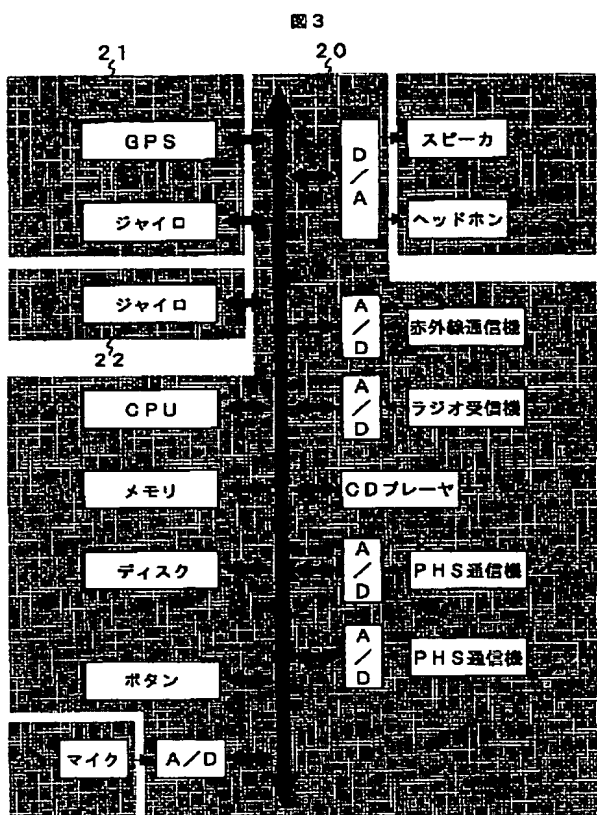 図3
21
20
GPS
ジャイロ
ジャイロ
22
CPU
メモリ
ディスク
ボタン
マイク
A/D
D/A
スピーカ
ヘッドホン
A/D
赤外線通信機
A/D
ラジオ受信機
CDプレーヤ
A/D
PHS通信機
A/D
PHS通信機